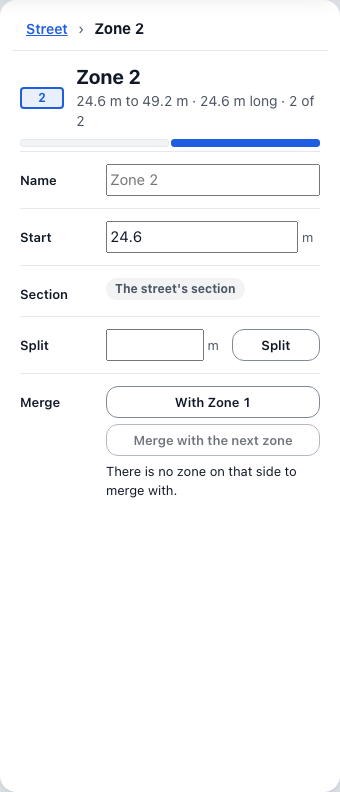 Street › Zone 2
2
Zone 2
24.6 m to 49.2 m · 24.6 m long · 2 of
2
Name
Zone 2
Start
24.6
m
Section
The street's section
Split
m
Split
Merge
With Zone 1
Merge with the next zone
There is no zone on that side to
merge with.